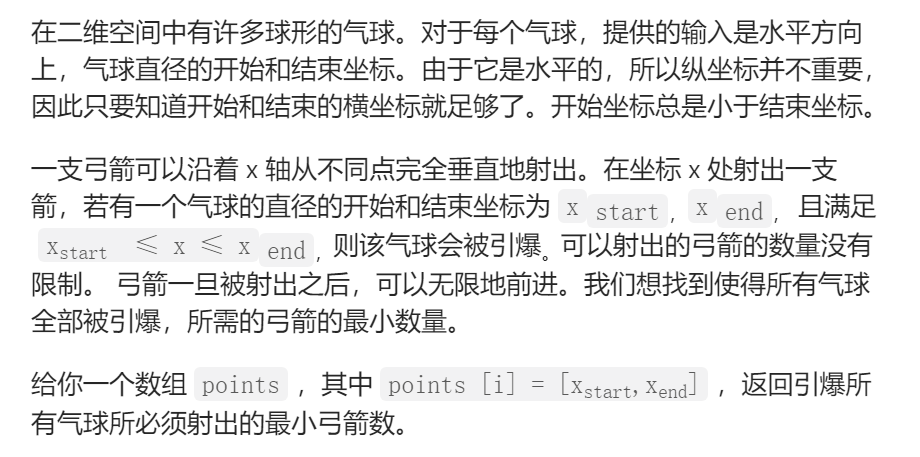 在二维空间中有许多球形的气球。对于每个气球，提供的输入是水平方向
上，气球直径的开始和结束坐标。由于它是水平的，所以纵坐标并不重要，
因此只要知道开始和结束的横坐标就足够了。开始坐标总是小于结束坐标。
一支弓箭可以沿着 x 轴从不同点完全垂直地射出。在坐标 x 处射出一支
箭，若有一个气球的直径的开始和结束坐标为 x start, x end, 且满足
xstart ≤ x ≤ x end, 则该气球会被引爆。可以射出的弓箭的数量没有
限制。 弓箭一旦被射出之后，可以无限地前进。我们想找到使得所有气球
全部被引爆，所需的弓箭的最小数量。
给你一个数组 points ，其中 points [i] = [xstart,xend] ，返回引爆所
有气球所必须射出的最小弓箭数。